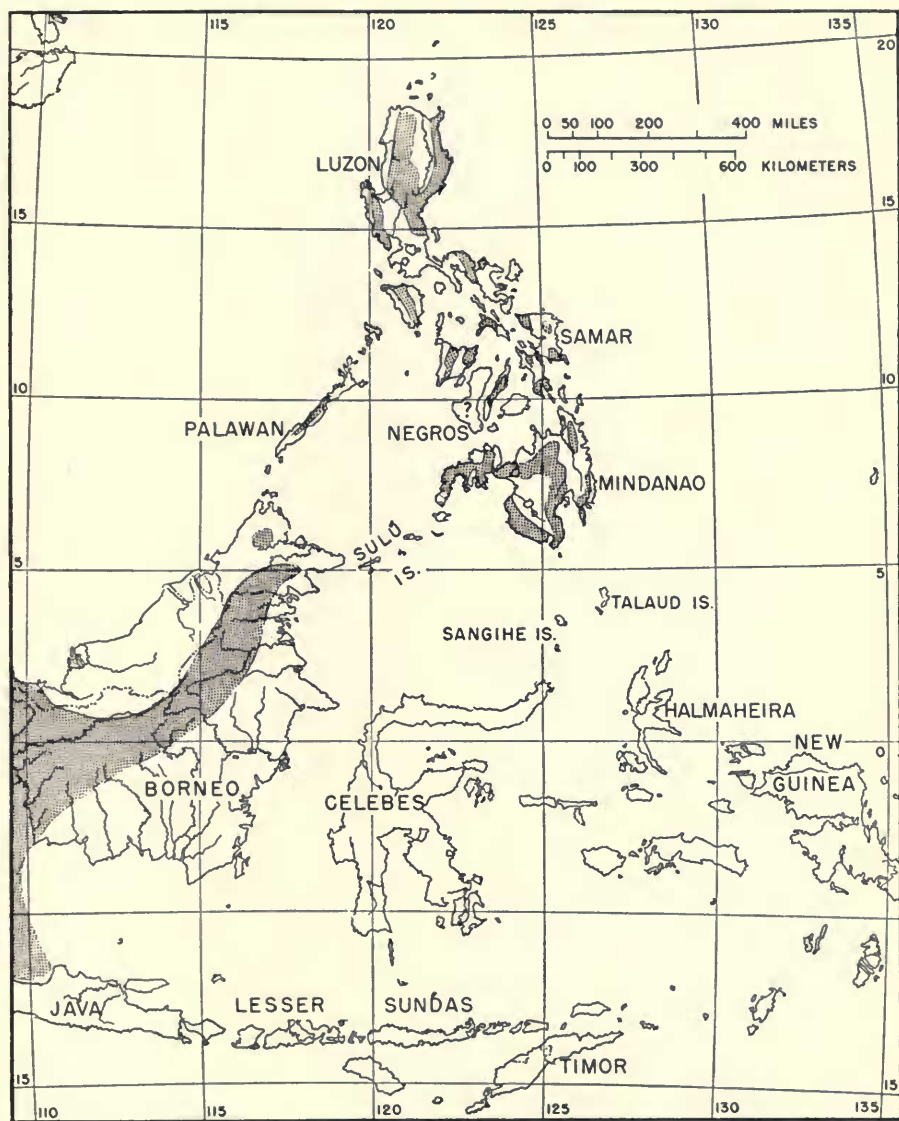 115 120 125 130 135
20
0 50 100 200 400 MILES
0 100 300 600 KILOMETERS
LUZON
15 15
SAMAR
10 10
PALAWAN
?
NEGROS
MINDANAO
SULU
IS.
5 5
TALAUD IS.
SANGIHE IS.
HALMAHEIRA
NEW
0
GUINEA
BORNEO
CELEBES
JAVA
LESSER
SUNDAS
?
TIMOR
15 15
110 115 120 125 130 135